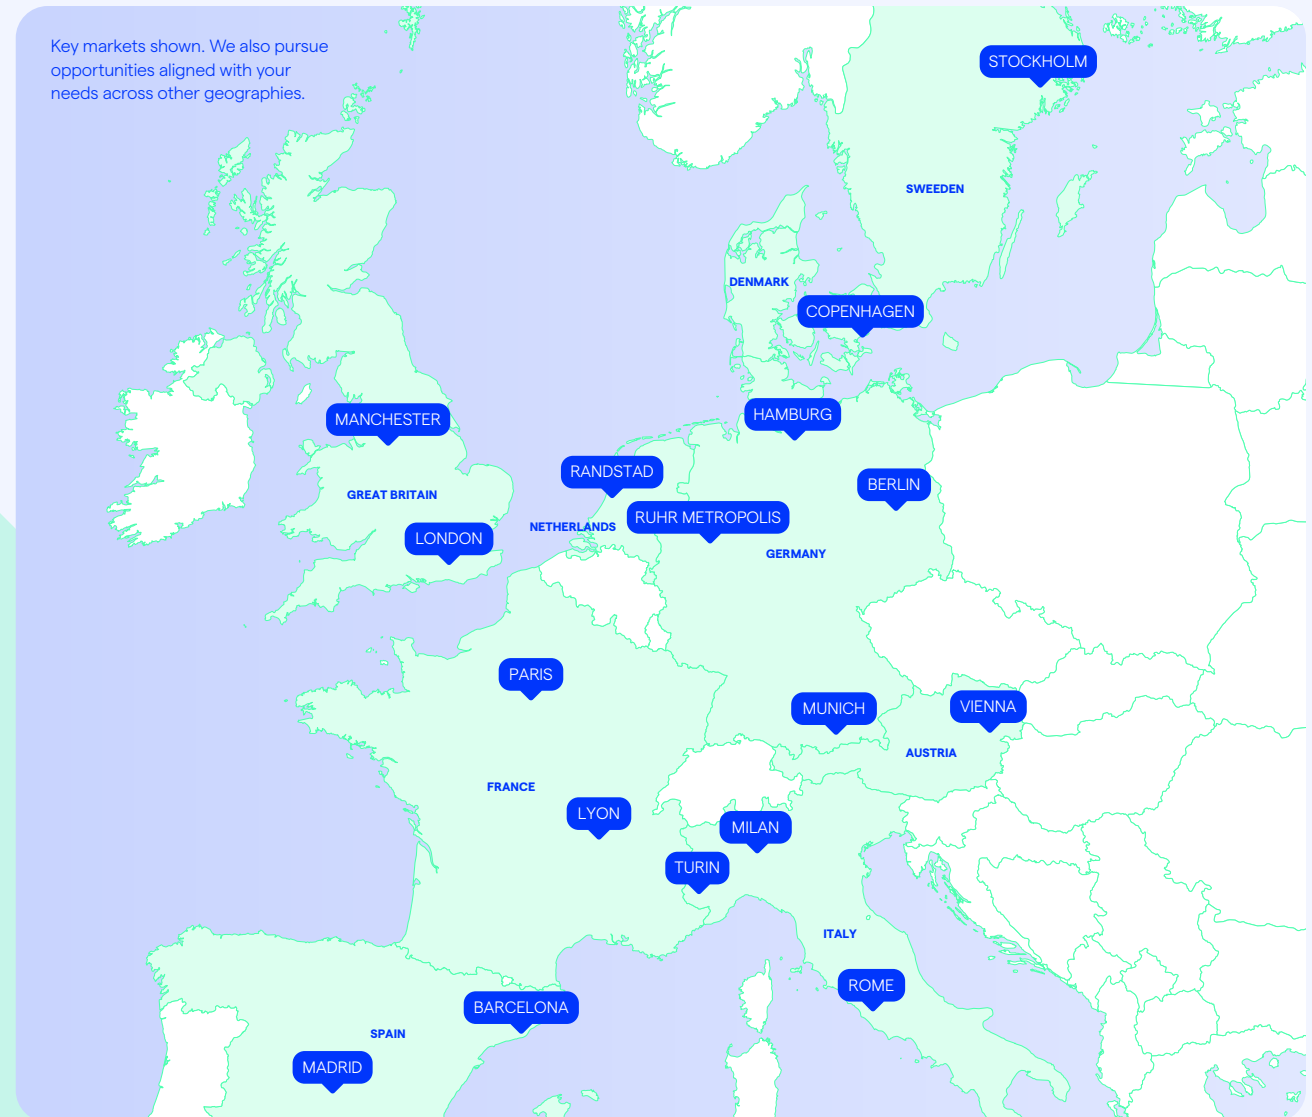 Key markets shown. We also pursue
opportunities aligned with your
needs across other geographies.
STOCKHOLM
SWEEDEN
DENMARK
COPENHAGEN
HAMBURG
MANCHESTER
RANDSTAD
BERLIN
GREAT BRITAIN
RUHR METROPOLIS
NETHERLANDS
LONDON
GERMANY
PARIS
MUNICH
VIENNA
AUSTRIA
FRANCE
LYON
MILAN
TURIN
ITALY
ROME
BARCELONA
SPAIN
MADRID